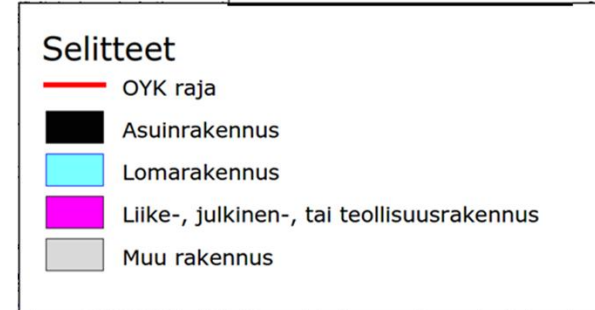 Selitteet
OYK raja
Asuinrakennus
Lomarakennus
Liike-, julkinen-, tai teollisuusrakennus
Muu rakennus